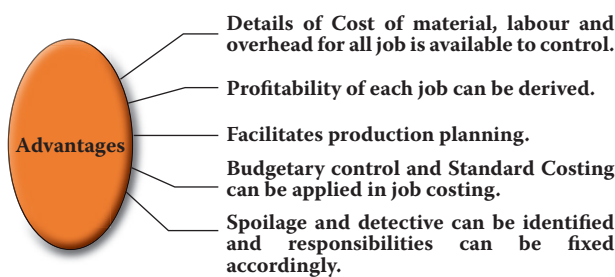 Details of Cost of material, labour and
overhead for all job is available to control.
Profitability of each job can be derived.
Facilitates production planning.
Advantages
Budgetary control and Standard Costing
can be applied in job costing.
Spoilage and detective can be identified
and responsibilities can be fixed
accordingly.